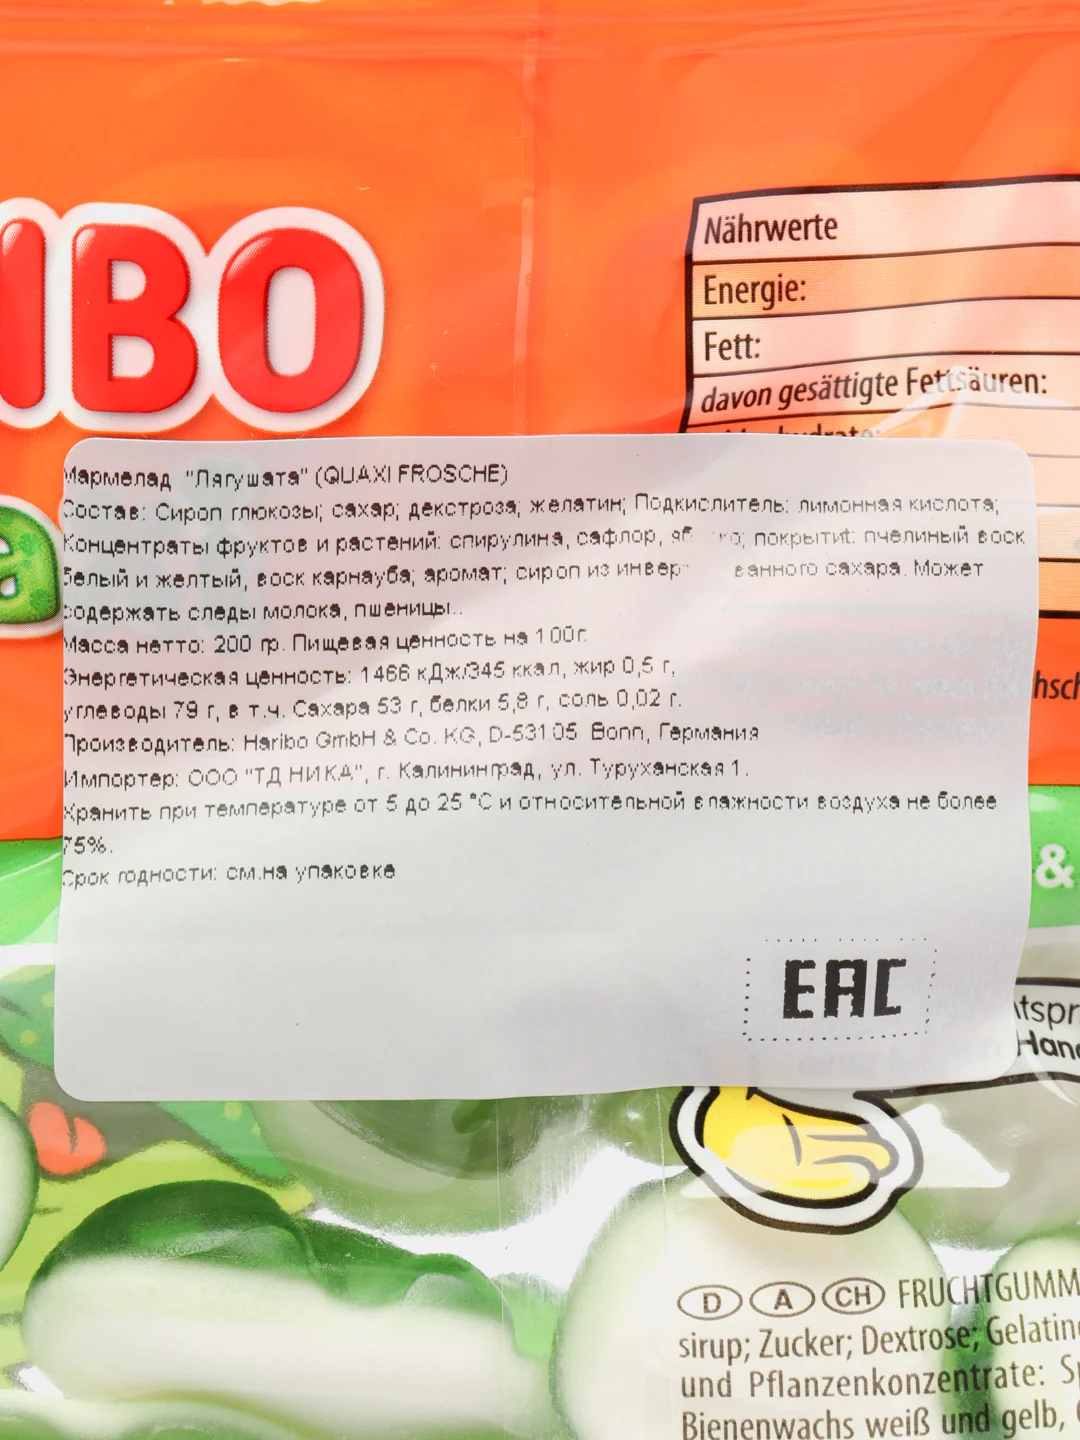 IBO
Nährwerte
Energie:
Fett:
davon gesättigte Fettsäuren:
Мармелад "Лягушата" (QUAXI FROSCHE)
Состав: Сироп глюкозы; сахар; декстроза; желатин; Подкислитель: лимонная кислота;
Концентраты фруктов и растений: спирулина, сафлор, покрытит: пчелиный воск
белый и желтый, воск карнауба; аромат; сироп из сахара. Может
содержать следы молока, пшеницы..
Масса нетто: 200 гр. Пищевая ценность на 100г.
Энергетическая ценность: 1466 кДж/345 ккал, жир 0,5 г,
углеводы 79 г, в т.ч. Сахара 53 г, белки 5,8 г, соль 0,02 г.
Производитель: Haribo GmbH & Co. KG, D-53105 Bonn, Германия
Импортер: ООО "ТД НИКА", г. Калининград, ул. Туруханская 1.
Хранить при температуре от 5 до 25 °C и относительной влажности воздуха не более
75%.
Срок годности: см.на упаковке
&
EAC
D A CH FRUCHTGUMM
sirup; Zucker; Dextrose; Gelatine
und Pflanzenkonzentrate: Sp
Bienenwachs weiß und gelb,